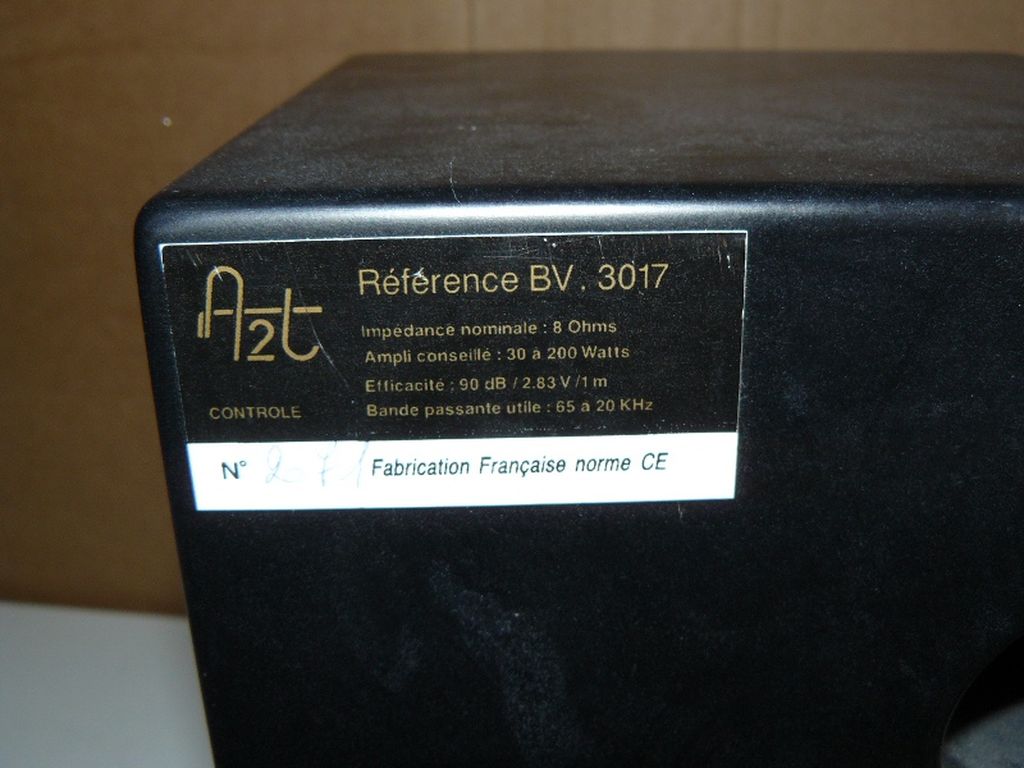 A2t
Référence BV. 3017
Impédance nominale : 8 Ohms
Ampli conseillé : 30 à 200 Watts
Efficacité : 90 dB / 2.83 V / 1 m
Bande passante utile : 65 à 20 KHz
CONTROLE
N° Fabrication Française norme CE